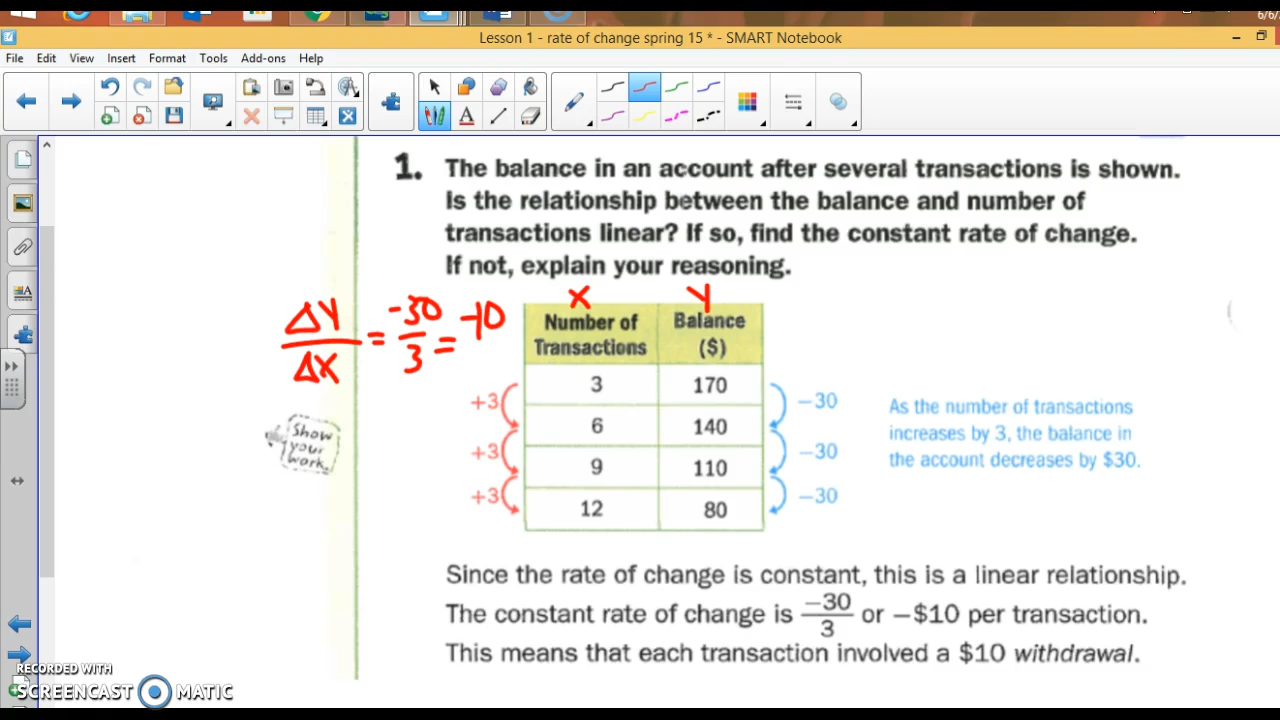 6/6/
Lesson 1 - rate of change spring 15 * - SMART Notebook
File Edit View Insert Format Tools Add-ons Help
1. The balance in an account after several transactions is shown.
Is the relationship between the balance and number of
transactions linear? If so, find the constant rate of change.
If not, explain your reasoning.
X Y
ΔY/ΔX = -30/3 = -10
Number of Transactions Balance ($)
3 170
+3 -30
6 140
+3 -30
9 110
+3 -30
12 80
As the number of transactions
increases by 3, the balance in
the account decreases by $30.
Show
your
work.
Since the rate of change is constant, this is a linear relationship.
The constant rate of change is -30/3 or -$10 per transaction.
This means that each transaction involved a $10 withdrawal.
RECORDED WITH
SCREENCAST MATIC